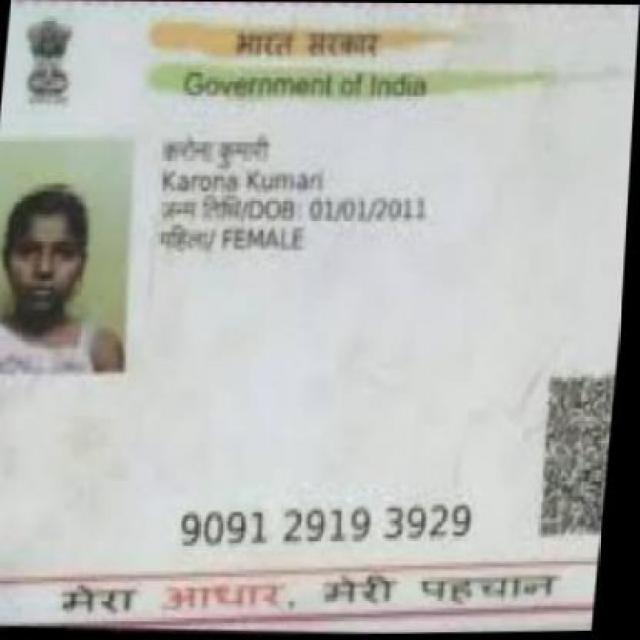 भारत सरकार
Government of India
करोना कुमारी
Karona Kumari
जन्म तिथि/DOB: 01/01/2011
महिला/ FEMALE
9091 2919 3929
मेरा आधार, मेरी पहचान